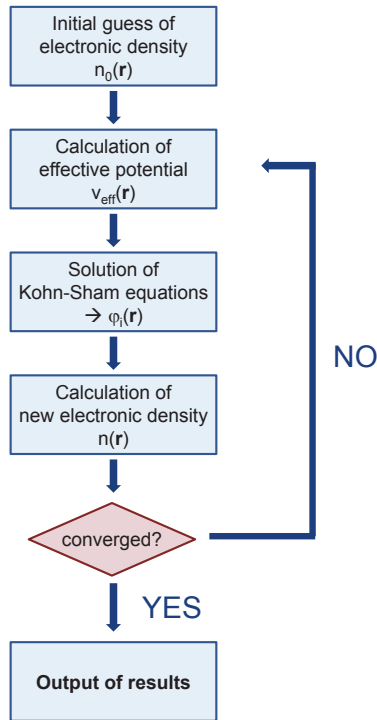 Initial guess of
electronic density
n₀(r)
Calculation of
effective potential
v_eff(r)
Solution of
Kohn-Sham equations
→ φᵢ(r)
Calculation of
new electronic density
n(r)
NO
converged?
YES
Output of results